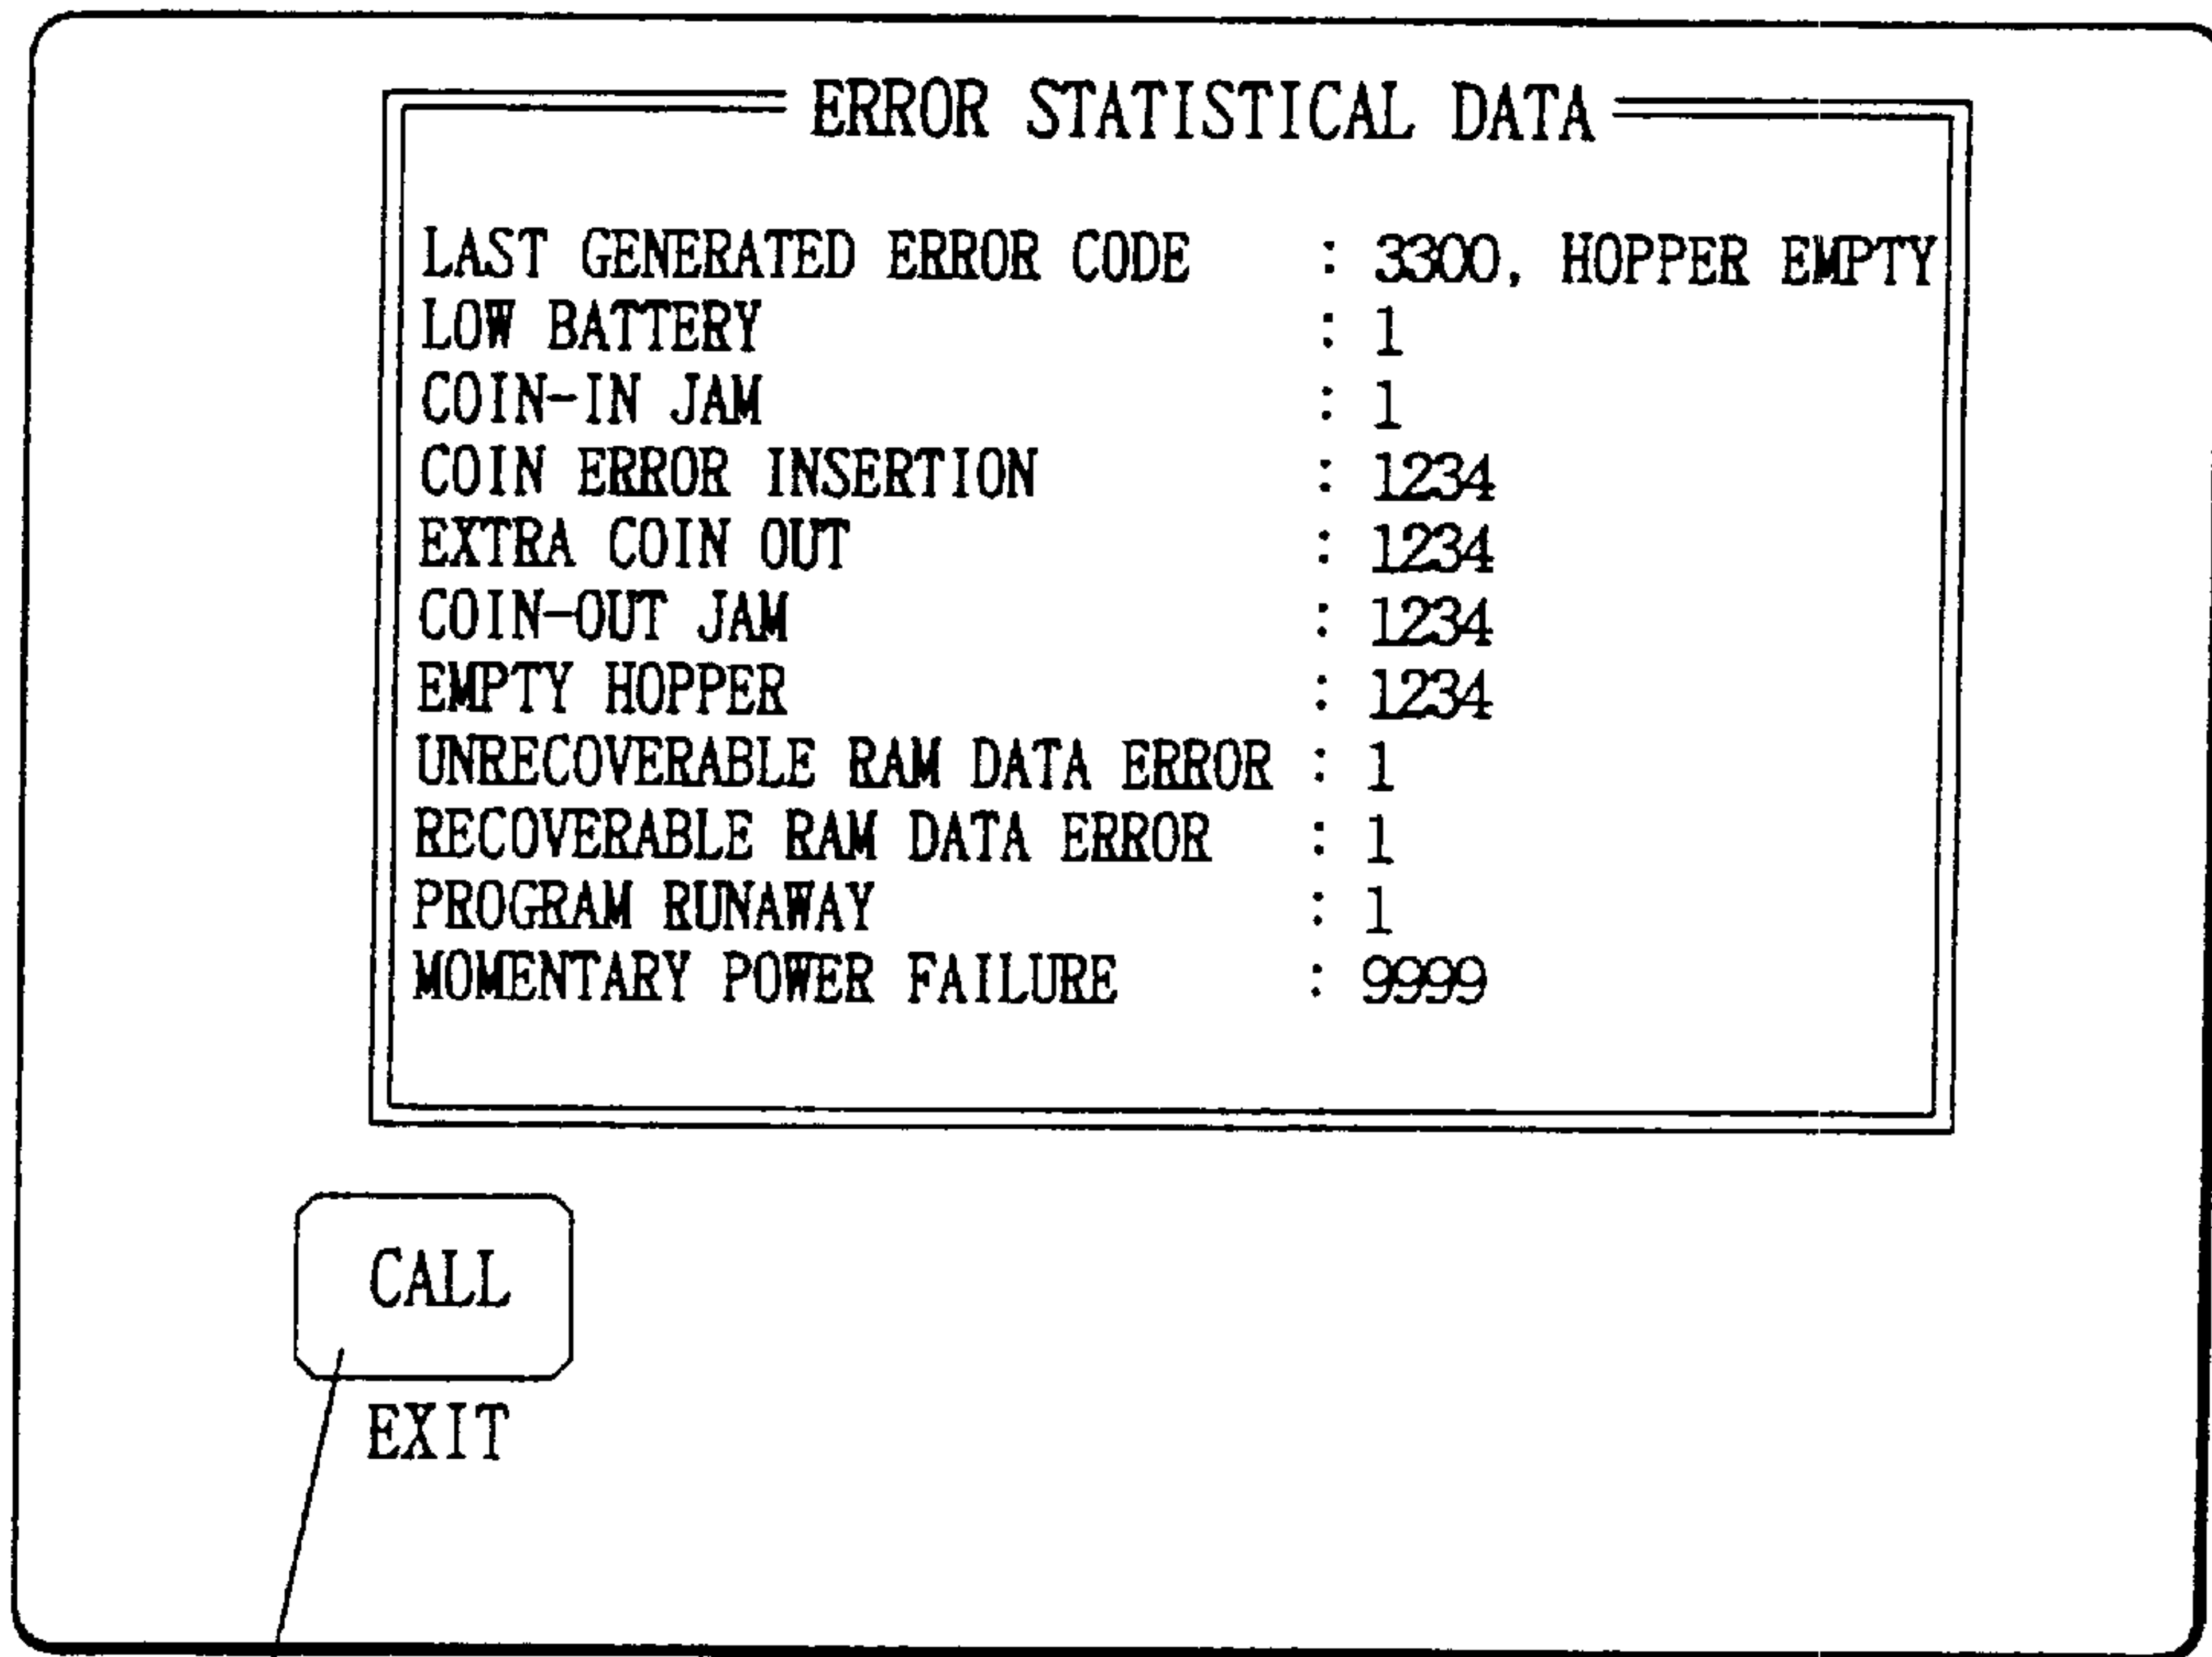 ERROR STATISTICAL DATA
LAST GENERATED ERROR CODE : 3300, HOPPER EMPTY
LOW BATTERY : 1
COIN-IN JAM : 1
COIN ERROR INSERTION : 1234
EXTRA COIN OUT : 1234
COIN-OUT JAM : 1234
EMPTY HOPPER : 1234
UNRECOVERABLE RAM DATA ERROR : 1
RECOVERABLE RAM DATA ERROR : 1
PROGRAM RUNAWAY : 1
MOMENTARY POWER FAILURE : 9999
CALL
EXIT